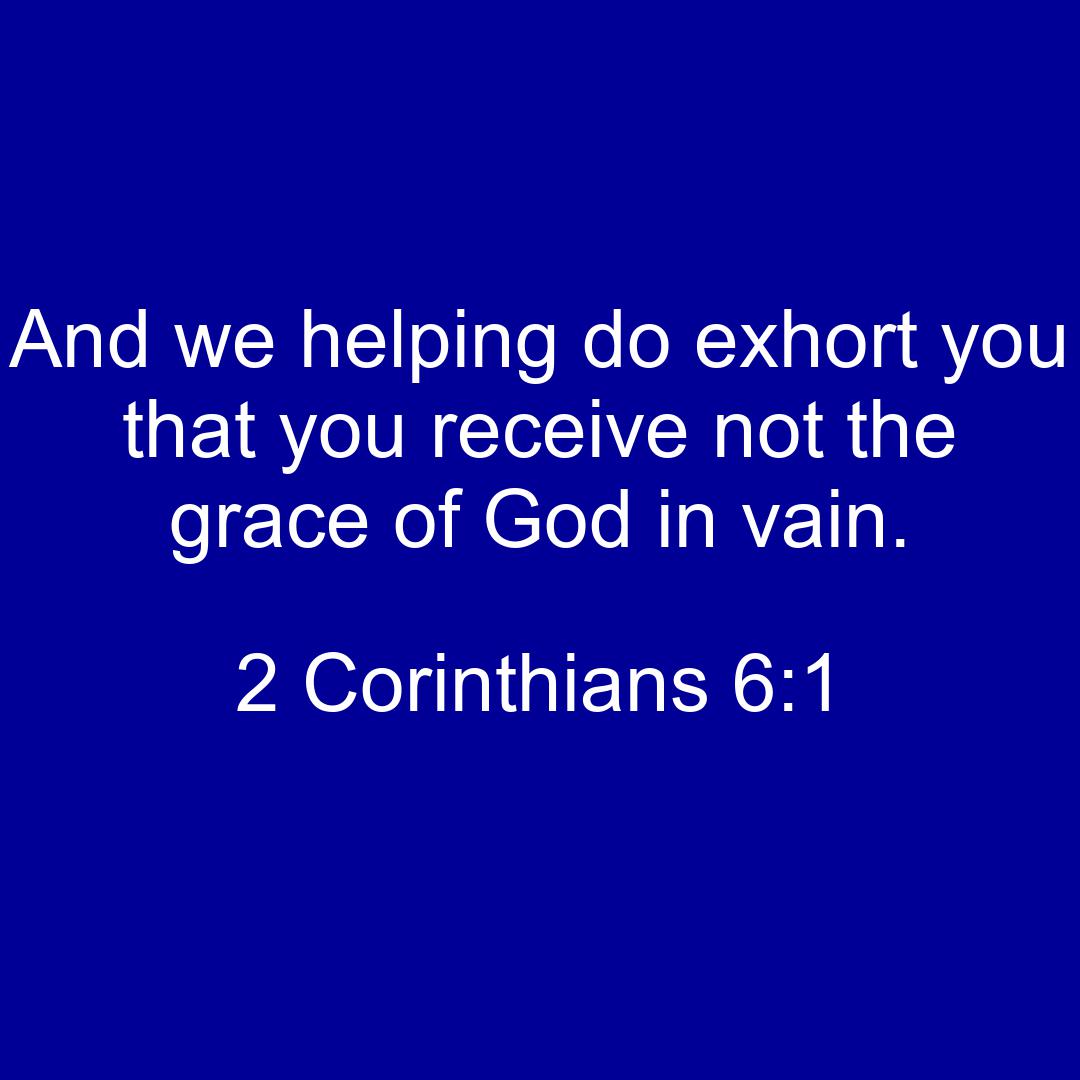 And we helping do exhort you
that you receive not the
grace of God in vain.
2 Corinthians 6:1